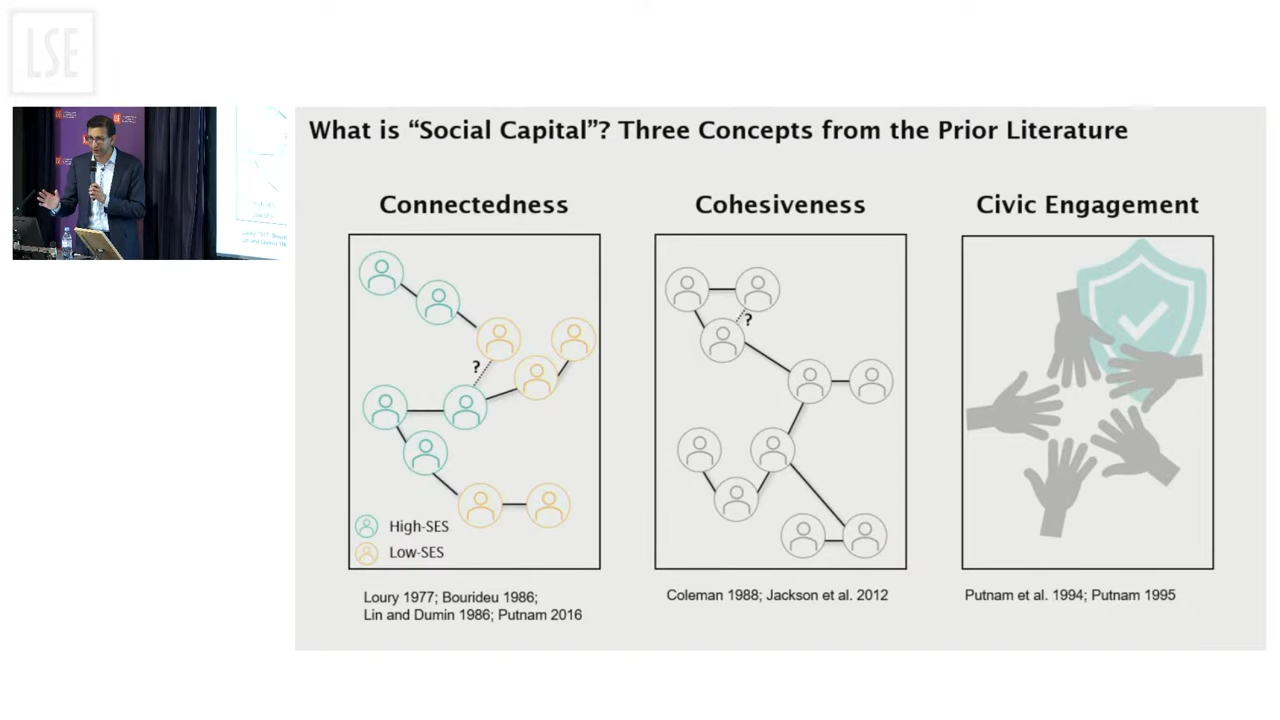 LSE
What is “Social Capital”? Three Concepts from the Prior Literature
Connectedness
?
High-SES
Low-SES
Loury 1977; Bourideu 1986;
Lin and Dumin 1986; Putnam 2016
Cohesiveness
?
Coleman 1988; Jackson et al. 2012
Civic Engagement
Putnam et al. 1994; Putnam 1995